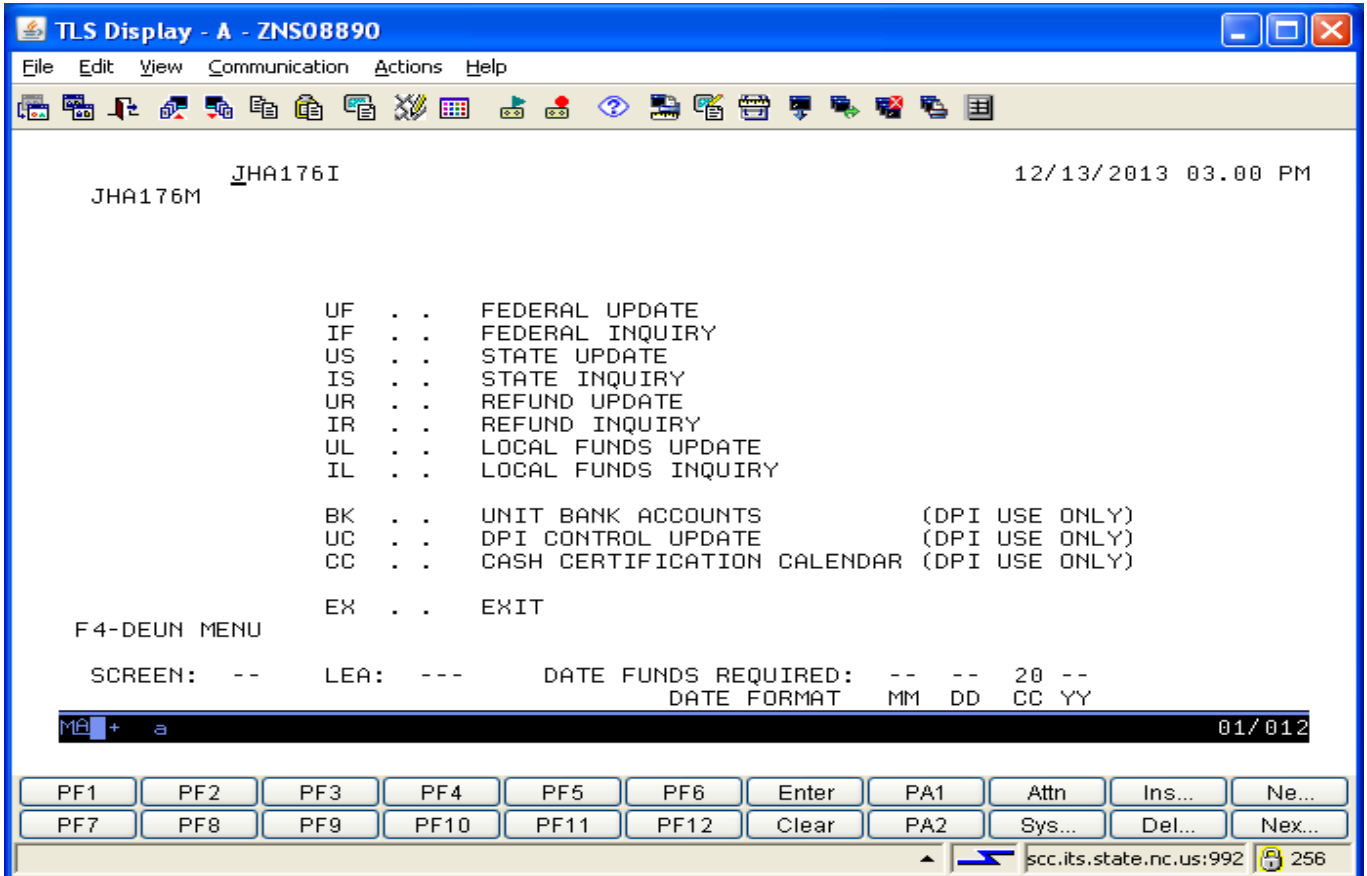 TLS Display - A - ZNS08890
File Edit View Communication Actions Help
JHA176I 12/13/2013 03.00 PM
JHA176M
UF . . FEDERAL UPDATE
IF . . FEDERAL INQUIRY
US . . STATE UPDATE
IS . . STATE INQUIRY
UR . . REFUND UPDATE
IR . . REFUND INQUIRY
UL . . LOCAL FUNDS UPDATE
IL . . LOCAL FUNDS INQUIRY
BK . . UNIT BANK ACCOUNTS (DPI USE ONLY)
UC . . DPI CONTROL UPDATE (DPI USE ONLY)
CC . . CASH CERTIFICATION CALENDAR (DPI USE ONLY)
EX . . EXIT
F4-DEUN MENU
SCREEN: -- LEA: --- DATE FUNDS REQUIRED: -- -- 20 --
DATE FORMAT MM DD CC YY
MA + a 01/012
PF1 PF2 PF3 PF4 PF5 PF6 Enter PA1 Attn Ins... Ne...
PF7 PF8 PF9 PF10 PF11 PF12 Clear PA2 Sys... Del... Nex...
scc.its.state.nc.us:992 256